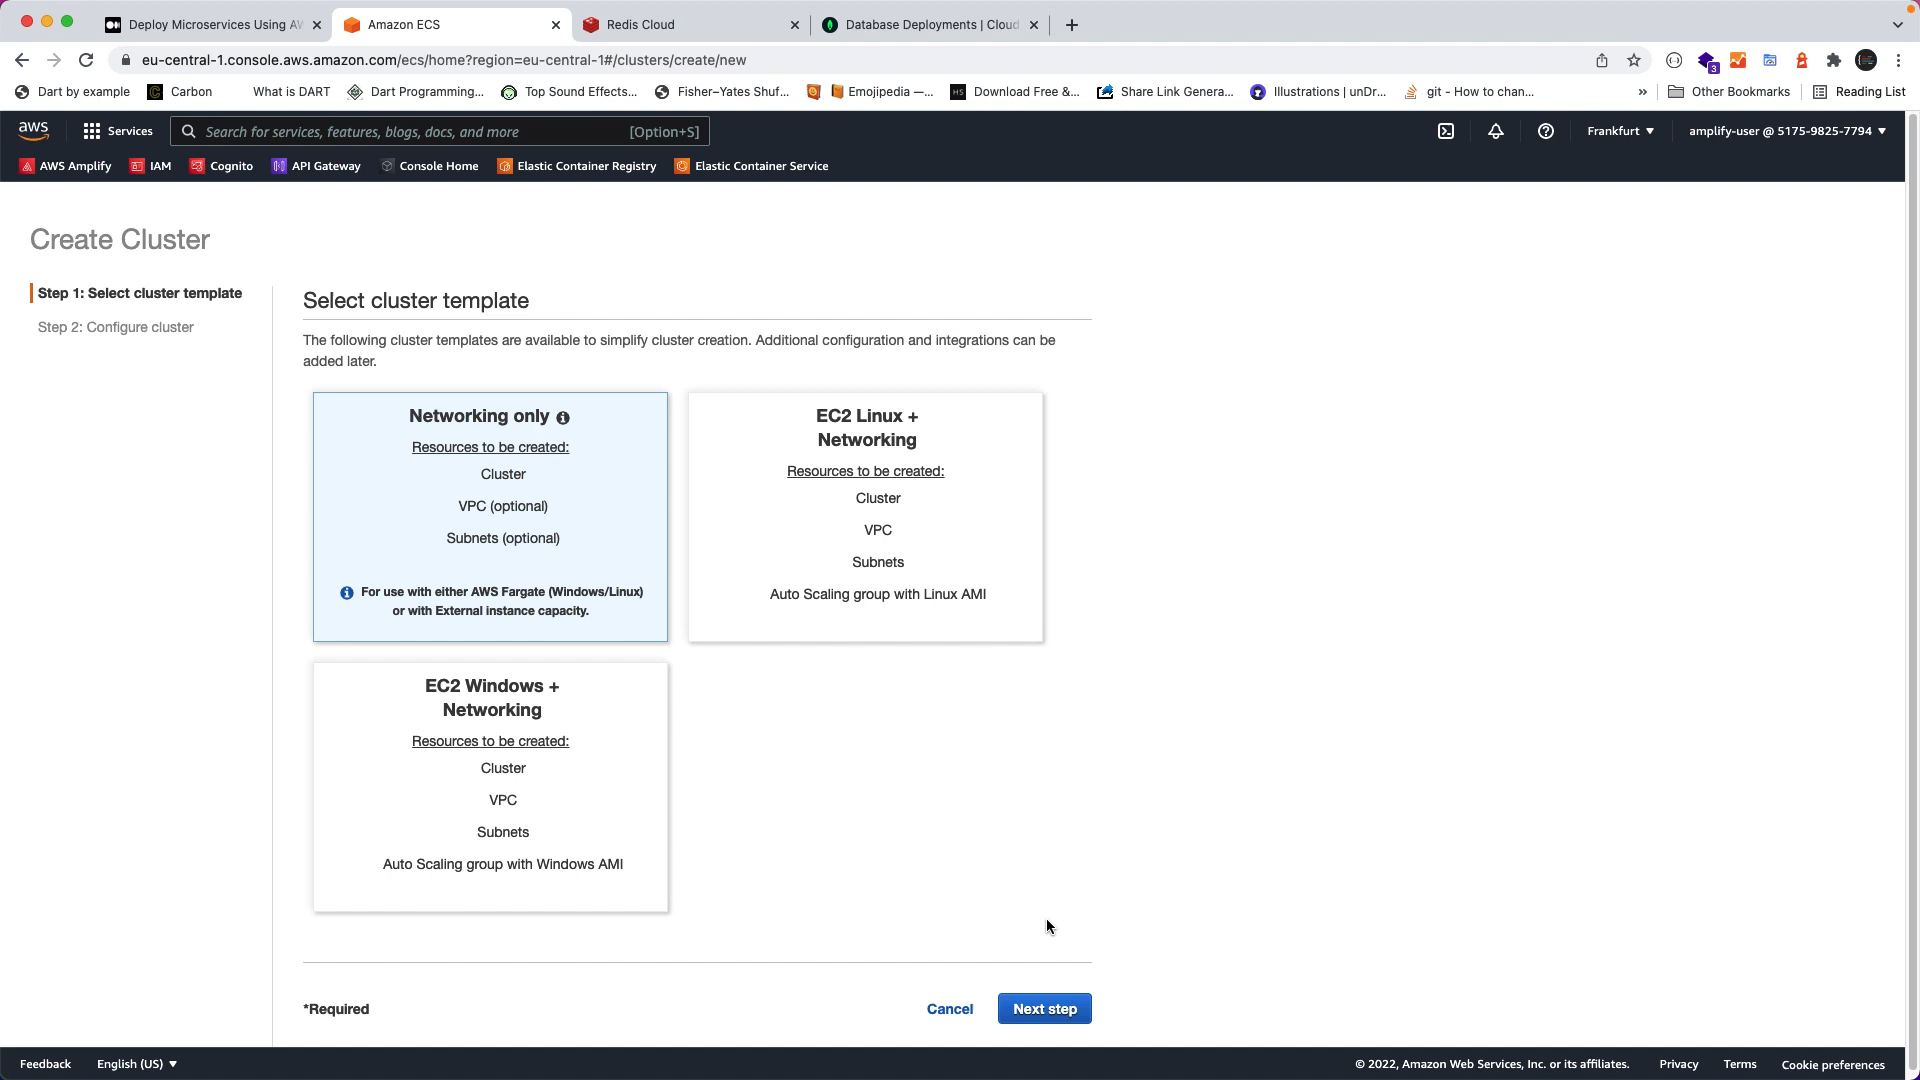 Deploy Microservices Using AW
Amazon ECS
Redis Cloud
Database Deployments | Cloud
eu-central-1.console.aws.amazon.com/ecs/home?region=eu-central-1#/clusters/create/new
3
Dart by example
Carbon
What is DART
Dart Programming...
Top Sound Effects...
Fisher–Yates Shuf...
Emojipedia —...
HS
Download Free &...
Share Link Genera...
Illustrations | unDr...
git - How to chan...
»
Other Bookmarks
Reading List
aws
Services
Search for services, features, blogs, docs, and more
[Option+S]
Frankfurt
amplify-user @ 5175-9825-7794
AWS Amplify
IAM
Cognito
API Gateway
Console Home
Elastic Container Registry
Elastic Container Service
Create Cluster
Step 1: Select cluster template
Step 2: Configure cluster
Select cluster template
The following cluster templates are available to simplify cluster creation. Additional configuration and integrations can be
added later.
Networking only
Resources to be created:
Cluster
VPC (optional)
Subnets (optional)
For use with either AWS Fargate (Windows/Linux)
or with External instance capacity.
EC2 Linux +
Networking
Resources to be created:
Cluster
VPC
Subnets
Auto Scaling group with Linux AMI
EC2 Windows +
Networking
Resources to be created:
Cluster
VPC
Subnets
Auto Scaling group with Windows AMI
*Required
Cancel
Next step
Feedback
English (US)
© 2022, Amazon Web Services, Inc. or its affiliates.
Privacy
Terms
Cookie preferences